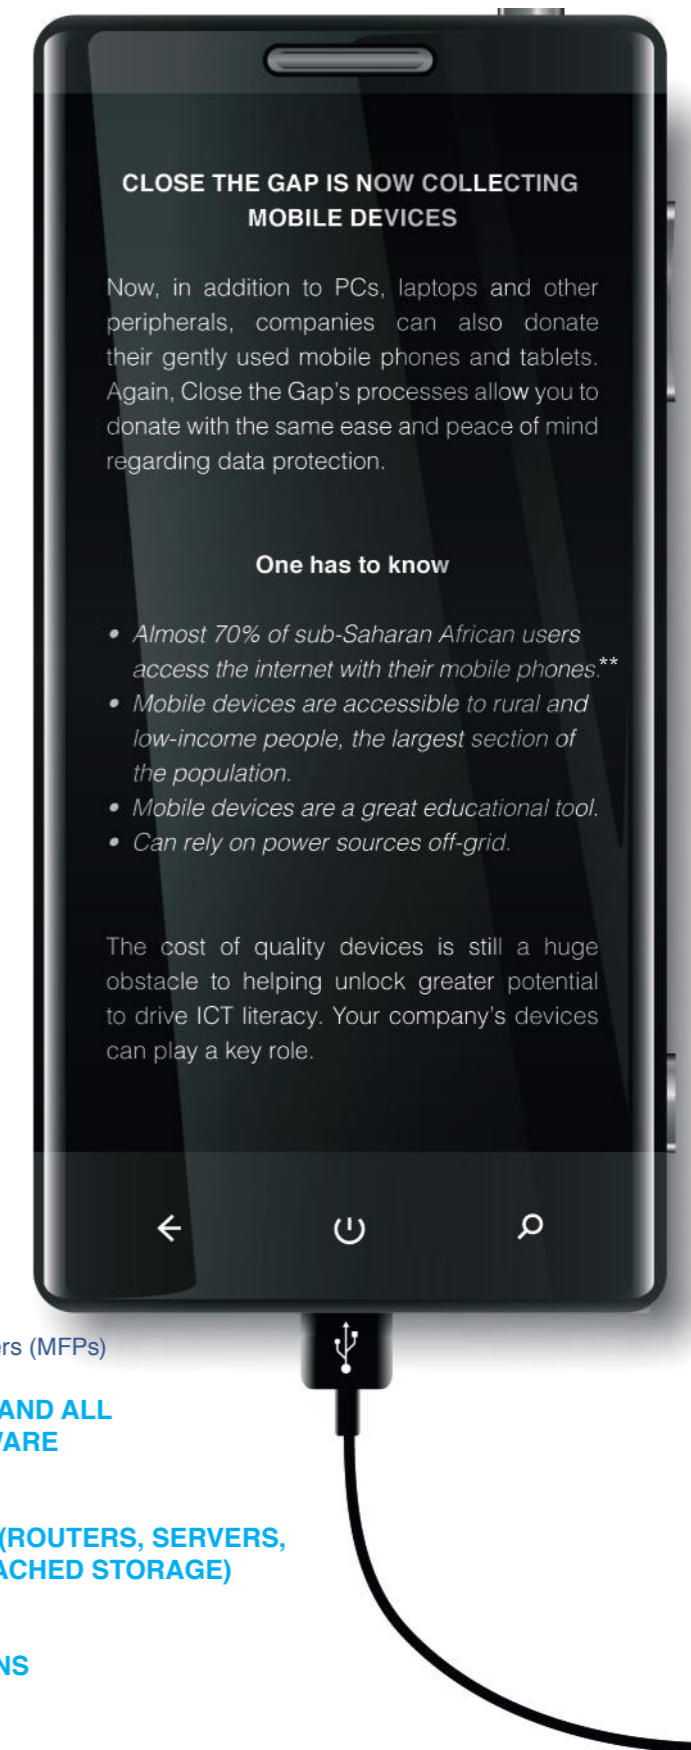 CLOSE THE GAP IS NOW COLLECTING
MOBILE DEVICES
Now, in addition to PCs, laptops and other
peripherals, companies can also donate
their gently used mobile phones and tablets.
Again, Close the Gap's processes allow you to
donate with the same ease and peace of mind
regarding data protection.
One has to know
• Almost 70% of sub-Saharan African users
access the internet with their mobile phones.**
• Mobile devices are accessible to rural and
low-income people, the largest section of
the population.
• Mobile devices are a great educational tool.
• Can rely on power sources off-grid.
The cost of quality devices is still a huge
obstacle to helping unlock greater potential
to drive ICT literacy. Your company's devices
can play a key role.
(MFPs)
AND ALL
(ROUTERS, SERVERS,
STORAGE)